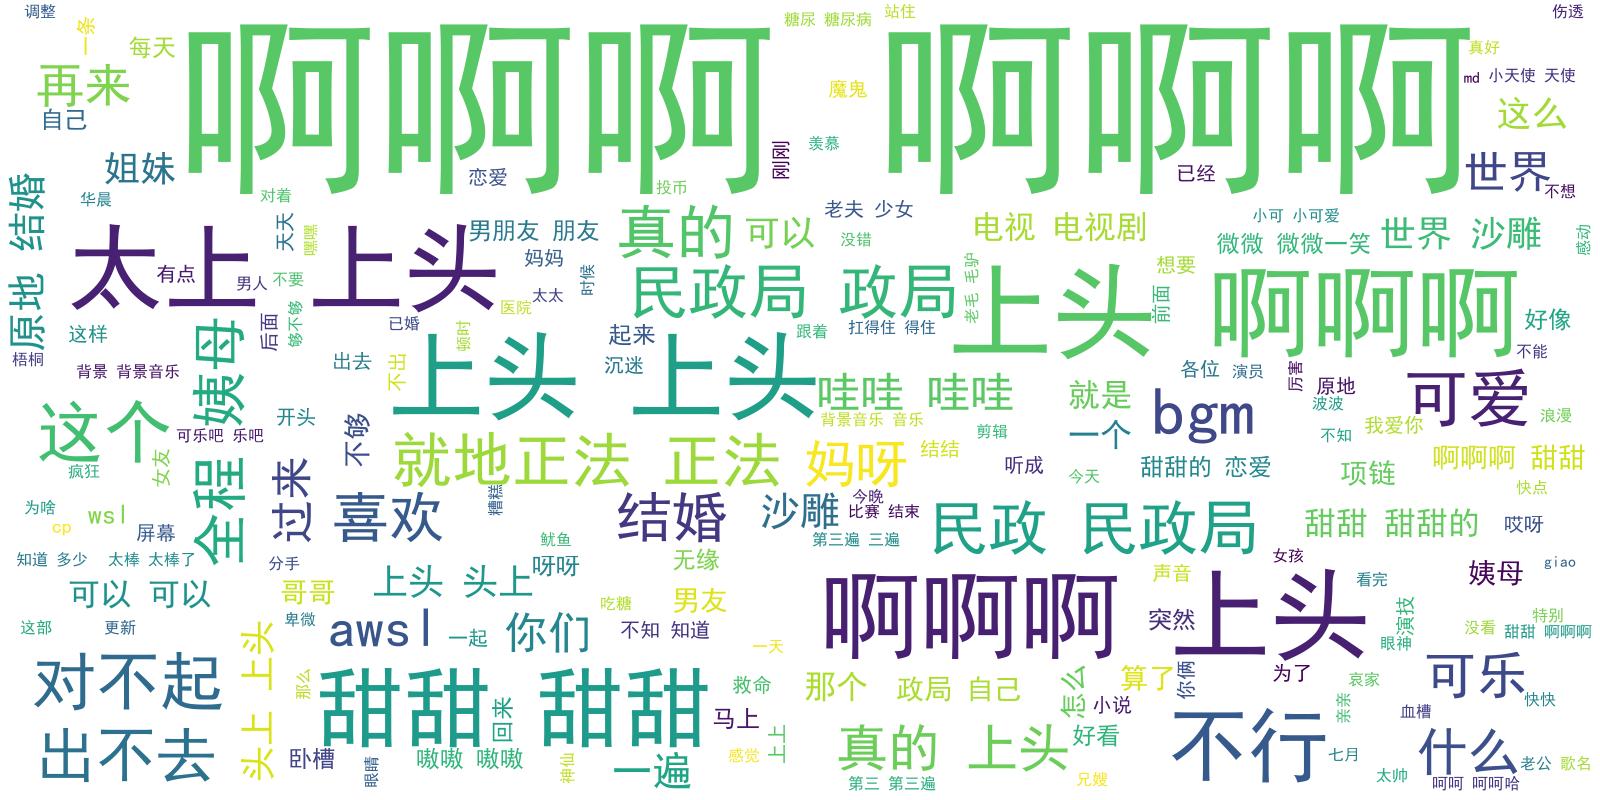 调整
一条
每天
再来
自己
啊啊啊 啊啊啊
糖尿 糖尿病
站住
伤透
真好
md
小天使 天使
这么
魔鬼
刚刚
羡慕
姐妹
华晨
恋爱
对着
投币
已经
世界
不想
原地 结婚
天天
嘿嘿
男朋友 朋友
真的
可以
老夫 少女
没错
电视 电视剧
小可 小可爱
微微 微微一笑
世界 沙雕
感动
太上 上头
有点
男人
不要
妈妈
时候
太太
医院
民政局 政局
老毛 毛驴
上头
想要
前面
啊啊啊
好像
不能
这样
梧桐
背景 背景音乐
姨母
后面
够不够
已婚
顿时
起来
跟着
扛得住 得住
出去
不出
上头 上头
沉迷
哇哇 哇哇
就是
各位
演员
厉害
原地
波波
可爱
浪漫
这个
可乐吧 乐吧
疯狂
女友
开头
不够
就地正法 正法
背景音乐 音乐
妈呀
结结
剪辑
一个
bgm
不知
我爱你
听成
今天
甜甜的 恋爱
项链
啊啊啊 甜甜
快点
为啥
wsl
cp
屏幕
全程
过来
喜欢
糟糕
结婚
沙雕
今晚
比赛 结束
第三遍 三遍
民政 民政局
甜甜 甜甜的
哎呀
知道 多少
太棒 太棒了
分手
鱿鱼
呀呀
无缘
女孩
姨母
giao
可以 可以
哥哥
上头 头上
吃糖
男友
啊啊啊
声音
突然
上头
看完
演技
眼神
特别
没看
甜甜 啊啊啊
这部
更新
卑微
awsl
一起
你们
不知 知道
一天
对不起
头上 上头
那么
甜甜 甜甜
回来
救命
马上
那个
政局 自己
怎么
小说
算了
你俩
为了
哀家
亲亲
可乐
快快
出不去
卧槽
眼睛
嗷嗷 嗷嗷
神仙
一遍
感觉
上上
真的 上头
好看
第三 第三遍
兄嫂
不行
七月
血槽
太帅
什么
老公
歌名
呵呵 呵呵哈